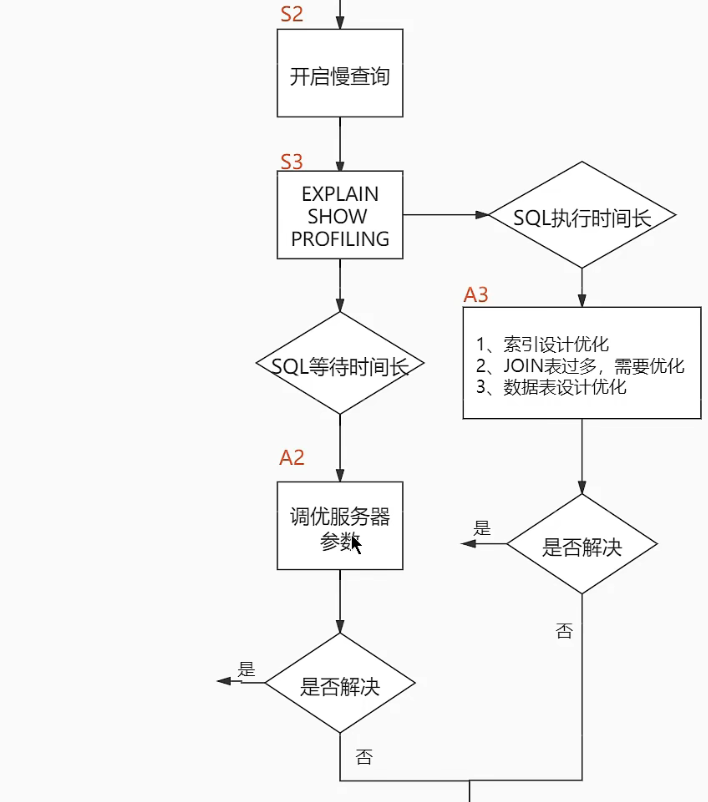 S2
开启慢查询
S3
EXPLAIN
SHOW
PROFILING
SQL执行时间长
A3
1、索引设计优化
2、JOIN表过多，需要优化
3、数据表设计优化
SQL等待时间长
A2
调优服务器
参数
是
是否解决
否
是
是否解决
否